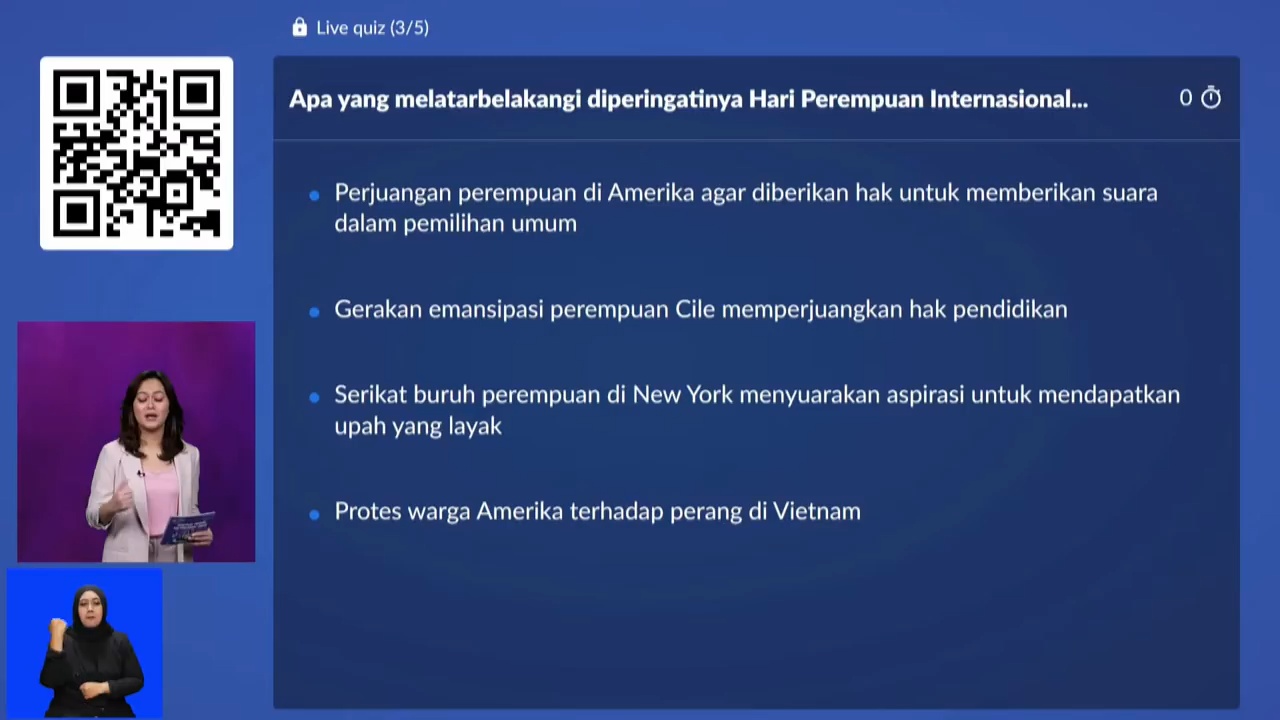 Live quiz (3/5)
Apa yang melatarbelakangi diperingatinya Hari Perempuan Internasional...
0
Perjuangan perempuan di Amerika agar diberikan hak untuk memberikan suara
dalam pemilihan umum
Gerakan emansipasi perempuan Cile memperjuangkan hak pendidikan
Serikat buruh perempuan di New York menyuarakan aspirasi untuk mendapatkan
upah yang layak
Protes warga Amerika terhadap perang di Vietnam